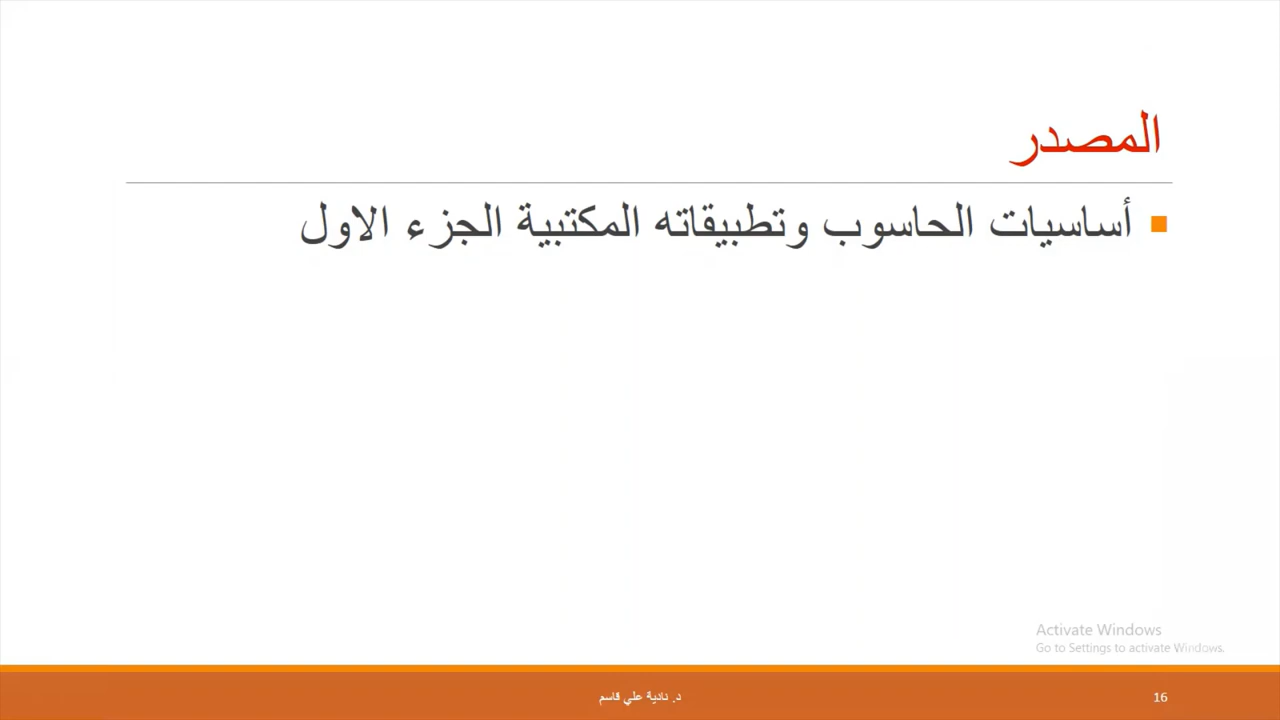 المصدر
أساسيات الحاسوب وتطبيقاته المكتبية الجزء الاول
Activate Windows
Go to Settings to activate Windows.
د. نادية علي قاسم
16